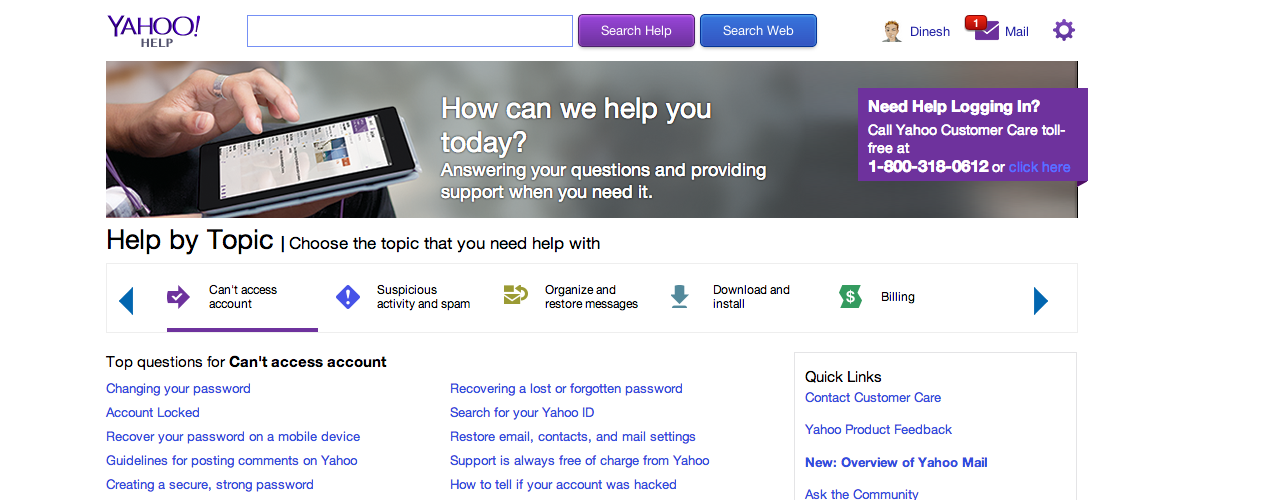 YAHOO!
HELP
Search Help
Search Web
Dinesh
1
Mail
How can we help you
today?
Answering your questions and providing
support when you need it.
Need Help Logging In?
Call Yahoo Customer Care toll-
free at
1-800-318-0612 or click here
Help by Topic | Choose the topic that you need help with
Can't access
account
Suspicious
activity and spam
Organize and
restore messages
Download and
install
Billing
Top questions for Can't access account
Changing your password
Account Locked
Recover your password on a mobile device
Guidelines for posting comments on Yahoo
Creating a secure, strong password
Recovering a lost or forgotten password
Search for your Yahoo ID
Restore email, contacts, and mail settings
Support is always free of charge from Yahoo
How to tell if your account was hacked
Quick Links
Contact Customer Care
Yahoo Product Feedback
New: Overview of Yahoo Mail
Ask the Community